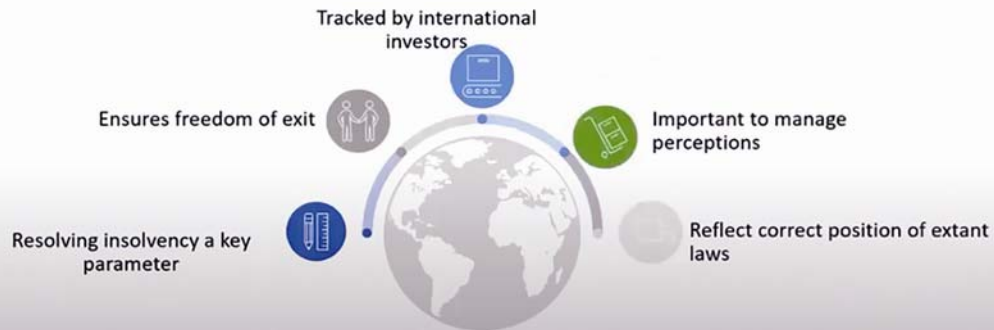 Tracked by international
investors
Ensures freedom of exit
Important to manage
perceptions
Resolving insolvency a key
parameter
Reflect correct position of extant
laws